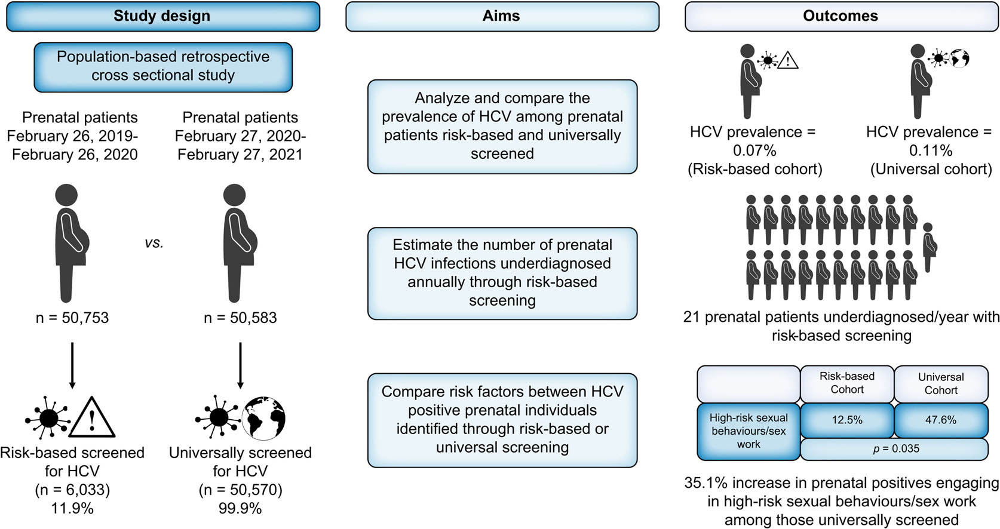 Study design
Population-based retrospective
cross sectional study
Prenatal patients
February 26, 2019-
February 26, 2020
Prenatal patients
February 27, 2020-
February 27, 2021
vs.
n = 50,753
n = 50,583
!
Risk-based screened
for HCV
(n = 6,033)
11.9%
Universally screened
for HCV
(n = 50,570)
99.9%
Aims
Analyze and compare the
prevalence of HCV among prenatal
patients risk-based and universally
screened
Estimate the number of prenatal
HCV infections underdiagnosed
annually through risk-based
screening
Compare risk factors between HCV
positive prenatal individuals
identified through risk-based or
universal screening
Outcomes
!
HCV prevalence =
0.07%
(Risk-based cohort)
HCV prevalence =
0.11%
(Universal cohort)
21 prenatal patients underdiagnosed/year with
risk-based screening
Risk-based
Cohort
Universal
Cohort
High-risk sexual
behaviours/sex
work
12.5%
47.6%
p = 0.035
35.1% increase in prenatal positives engaging
in high-risk sexual behaviours/sex work
among those universally screened